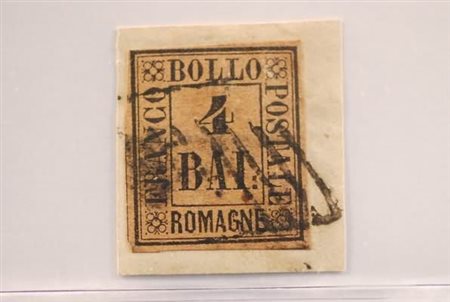 BOLLO
FRANCO
4
BAI.
POSTALE
ROMAGNE